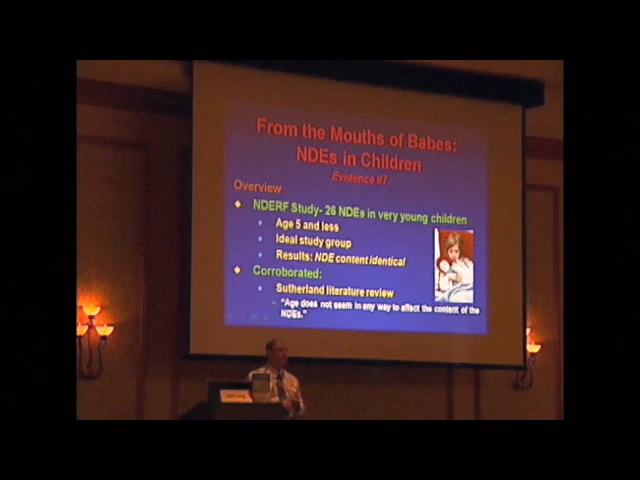 From the Mouths of Babes:
NDEs in Children
Evidence #7
Overview
NDERF Study- 26 NDEs in very young children
Age 5 and less
Ideal study group
Results: NDE content identical
Corroborated:
Sutherland literature review
– "Age does not seem in any way to affect the content of the
NDEs."